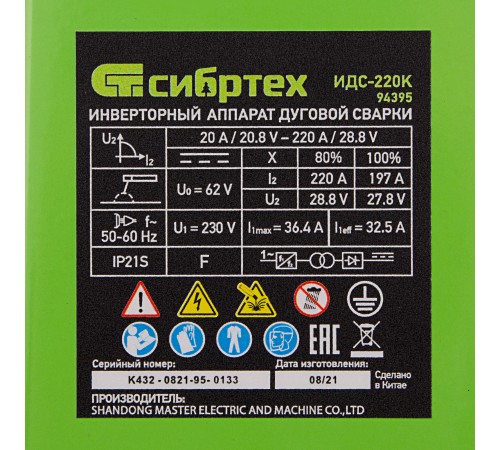 сибртех ИДС-220К
94395
ИНВЕРТОРНЫЙ АППАРАТ ДУГОВОЙ СВАРКИ
U₂ I₂ 20 A / 20.8 V – 220 A / 28.8 V
X 80% 100%
U₀ = 62 V I₂ 220 A 197 A
U₂ 28.8 V 27.8 V
f~
50-60 Hz U₁ = 230 V I₁max = 36.4 A I₁eff = 32.5 A
IP21S F 1~
EAC
Серийный номер: Дата изготовления:
K432 - 0821-95- 0133 08/21 Сделано
в Китае
ПРОИЗВОДИТЕЛЬ:
SHANDONG MASTER ELECTRIC AND MACHINE CO.,LTD